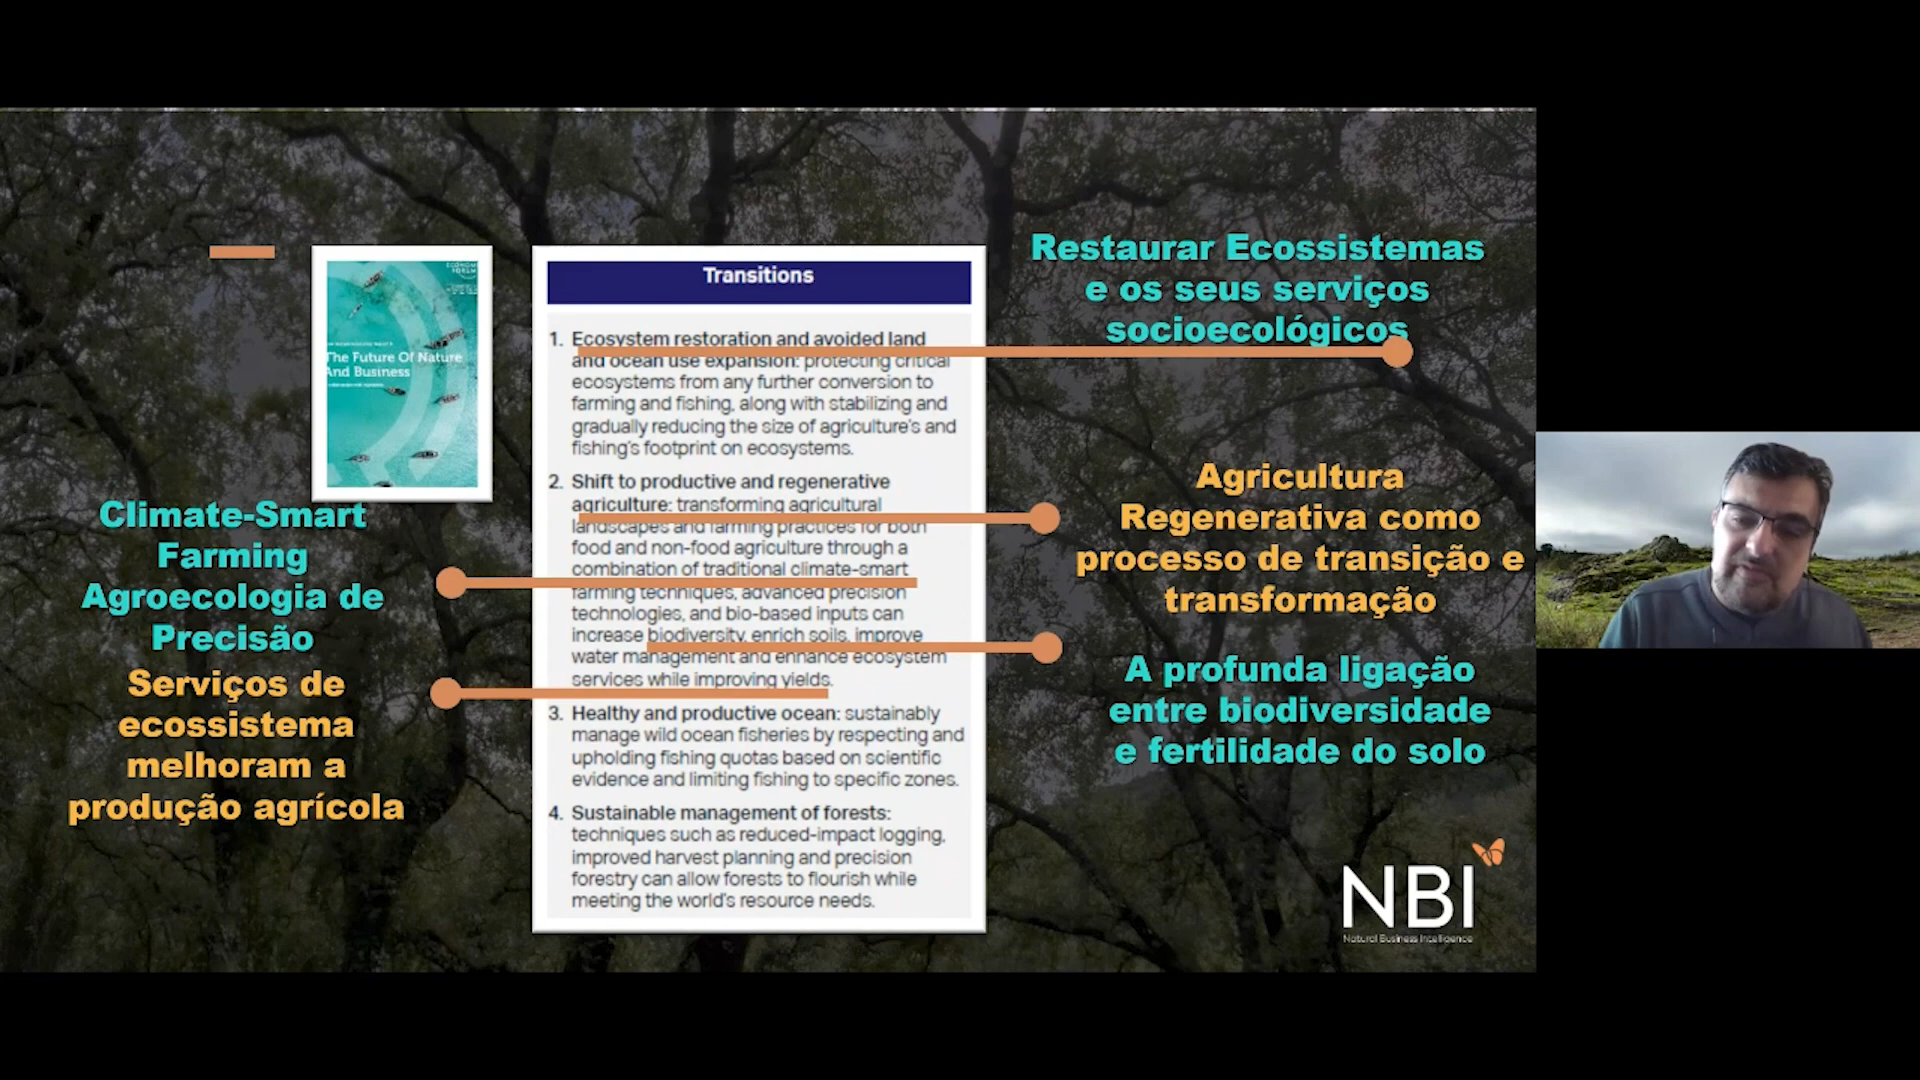 ECONOMIC
FORUM
The Future Of Nature
And Business
Transitions
1. Ecosystem restoration and avoided land
and ocean use expansion: protecting critical
ecosystems from any further conversion to
farming and fishing, along with stabilizing and
gradually reducing the size of agriculture's and
fishing's footprint on ecosystems.
2. Shift to productive and regenerative
agriculture: transforming agricultural
landscapes and farming practices for both
food and non-food agriculture through a
combination of traditional climate-smart
farming techniques, advanced precision
technologies, and bio-based inputs can
increase biodiversity, enrich soils, improve
water management and enhance ecosystem
services while improving yields.
3. Healthy and productive ocean: sustainably
manage wild ocean fisheries by respecting and
upholding fishing quotas based on scientific
evidence and limiting fishing to specific zones.
4. Sustainable management of forests:
techniques such as reduced-impact logging,
improved harvest planning and precision
forestry can allow forests to flourish while
meeting the world's resource needs.
Climate-Smart
Farming
Agroecologia de
Precisão
Serviços de
ecossistema
melhoram a
produção agrícola
Restaurar Ecossistemas
e os seus serviços
socioecológicos
Agricultura
Regenerativa como
processo de transição e
transformação
A profunda ligação
entre biodiversidade
e fertilidade do solo
NBI
Natural Business Intelligence